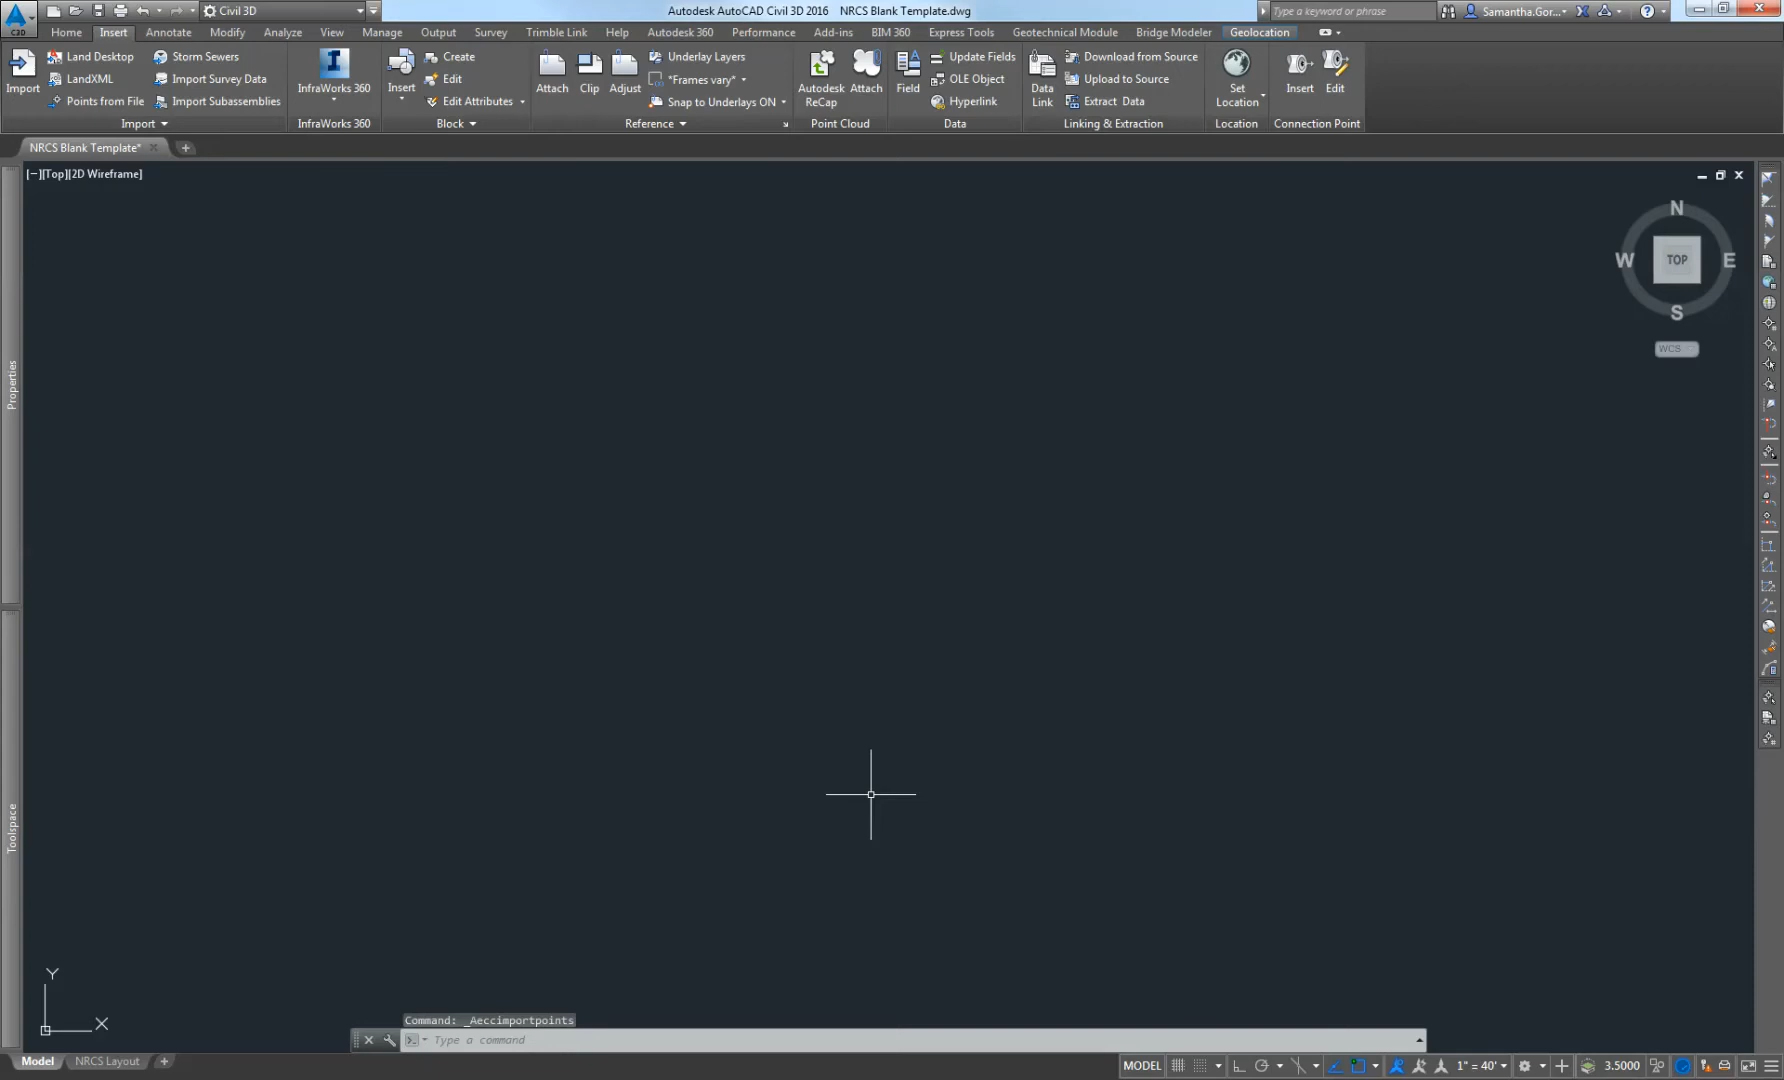 C3D
Civil 3D
Autodesk AutoCAD Civil 3D 2016 NRCS Blank Template.dwg
Type a keyword or phrase
Samantha.Gor...
Home Insert Annotate Modify Analyze View Manage Output Survey Trimble Link Help Autodesk 360 Performance Add-ins BIM 360 Express Tools Geotechnical Module Bridge Modeler Geolocation
Import
Land Desktop
LandXML
Points from File
Storm Sewers
Import Survey Data
Import Subassemblies
Import
InfraWorks 360
InfraWorks 360
Insert
Create
Edit
Edit Attributes
Block
Attach
Clip
Adjust
Underlay Layers
*Frames vary*
Snap to Underlays ON
Reference
Autodesk
ReCap
Attach
Point Cloud
Field
Update Fields
OLE Object
Hyperlink
Data
Data
Link
Download from Source
Upload to Source
Extract Data
Linking & Extraction
Set
Location
Location
Insert
Edit
Connection Point
NRCS Blank Template*
[−][Top][2D Wireframe]
N
W
TOP
E
S
WCS
Properties
Toolspace
Y
X
Command: _Aeccimportpoints
Type a command
Model
NRCS Layout
MODEL
1" = 40'
3.5000